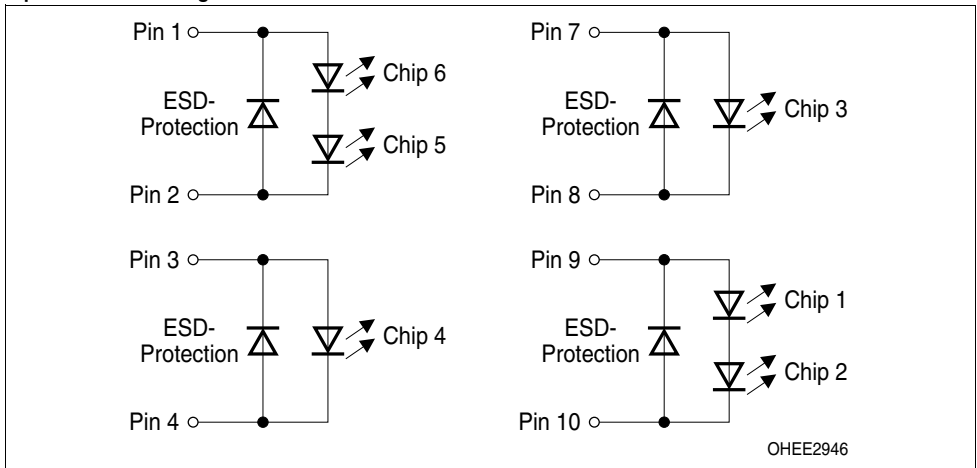 Pin 1
Chip 6
ESD-
Protection
Chip 5
Pin 2
Pin 7
ESD-
Protection
Chip 3
Pin 8
Pin 3
ESD-
Protection
Chip 4
Pin 4
Pin 9
Chip 1
ESD-
Protection
Chip 2
Pin 10
OHEE2946